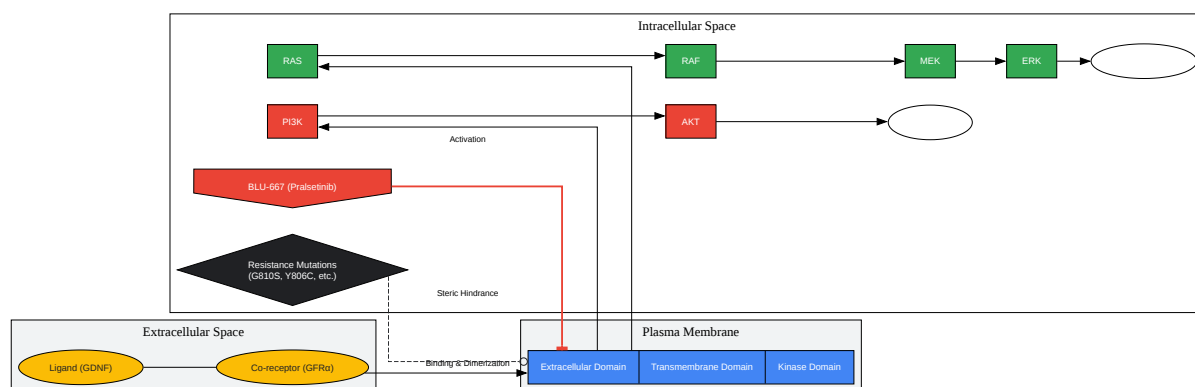 Intracellular Space
RAS
RAF
MEK
ERK
PI3K
AKT
Activation
BLU-667 (Pralsetinib)
Resistance Mutations
(G810S, Y806C, etc.)
Steric Hindrance
Extracellular Space
Plasma Membrane
Ligand (GDNF)
Co-receptor (GFRα)
Binding & Dimerization
Extracellular Domain
Transmembrane Domain
Kinase Domain